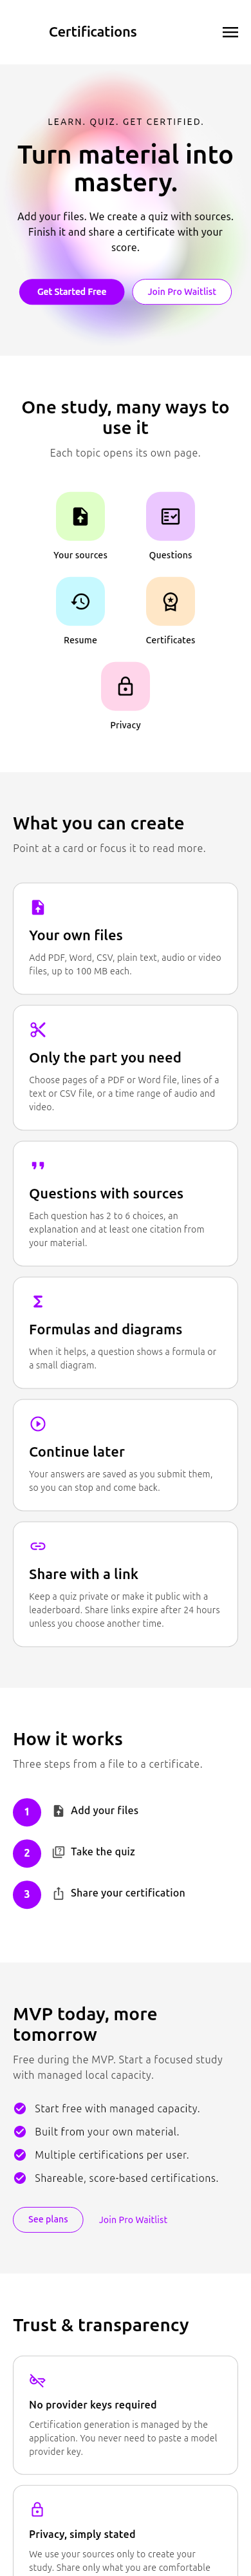 Certifications
LEARN. QUIZ. GET CERTIFIED.
Turn material into
mastery.
Add your files. We create a quiz with sources.
Finish it and share a certificate with your
score.
Get Started Free
Join Pro Waitlist
One study, many ways to
use it
Each topic opens its own page.
Your sources
Questions
Resume
Certificates
Privacy
What you can create
Point at a card or focus it to read more.
Your own files
Add PDF, Word, CSV, plain text, audio or video
files, up to 100 MB each.
Only the part you need
Choose pages of a PDF or Word file, lines of a
text or CSV file, or a time range of audio and
video.
Questions with sources
Each question has 2 to 6 choices, an
explanation and at least one citation from
your material.
Formulas and diagrams
When it helps, a question shows a formula or
a small diagram.
Continue later
Your answers are saved as you submit them,
so you can stop and come back.
Share with a link
Keep a quiz private or make it public with a
leaderboard. Share links expire after 24 hours
unless you choose another time.
How it works
Three steps from a file to a certificate.
1 Add your files
2 Take the quiz
3 Share your certification
MVP today, more
tomorrow
Free during the MVP. Start a focused study
with managed local capacity.
Start free with managed capacity.
Built from your own material.
Multiple certifications per user.
Shareable, score-based certifications.
See plans
Join Pro Waitlist
Trust & transparency
No provider keys required
Certification generation is managed by the
application. You never need to paste a model
provider key.
Privacy, simply stated
We use your sources only to create your
study. Share only what you are comfortable